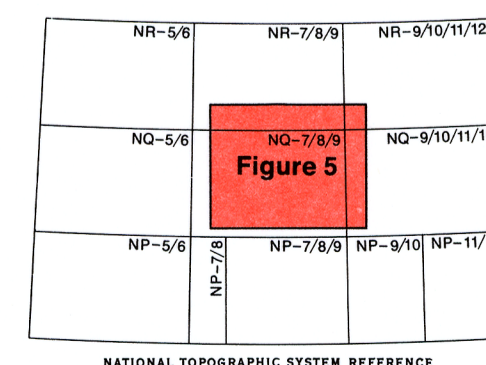 NR-5/6 NR-7/8/9 NR-9/10/11/12
NQ-5/6 NQ-7/8/9 NQ-9/10/11/1
Figure 5
NP-5/6 NP-7/8 NP-7/8/9 NP-9/10 NP-11/
NATIONAL TOPOGRAPHIC SYSTEM REFERENCE